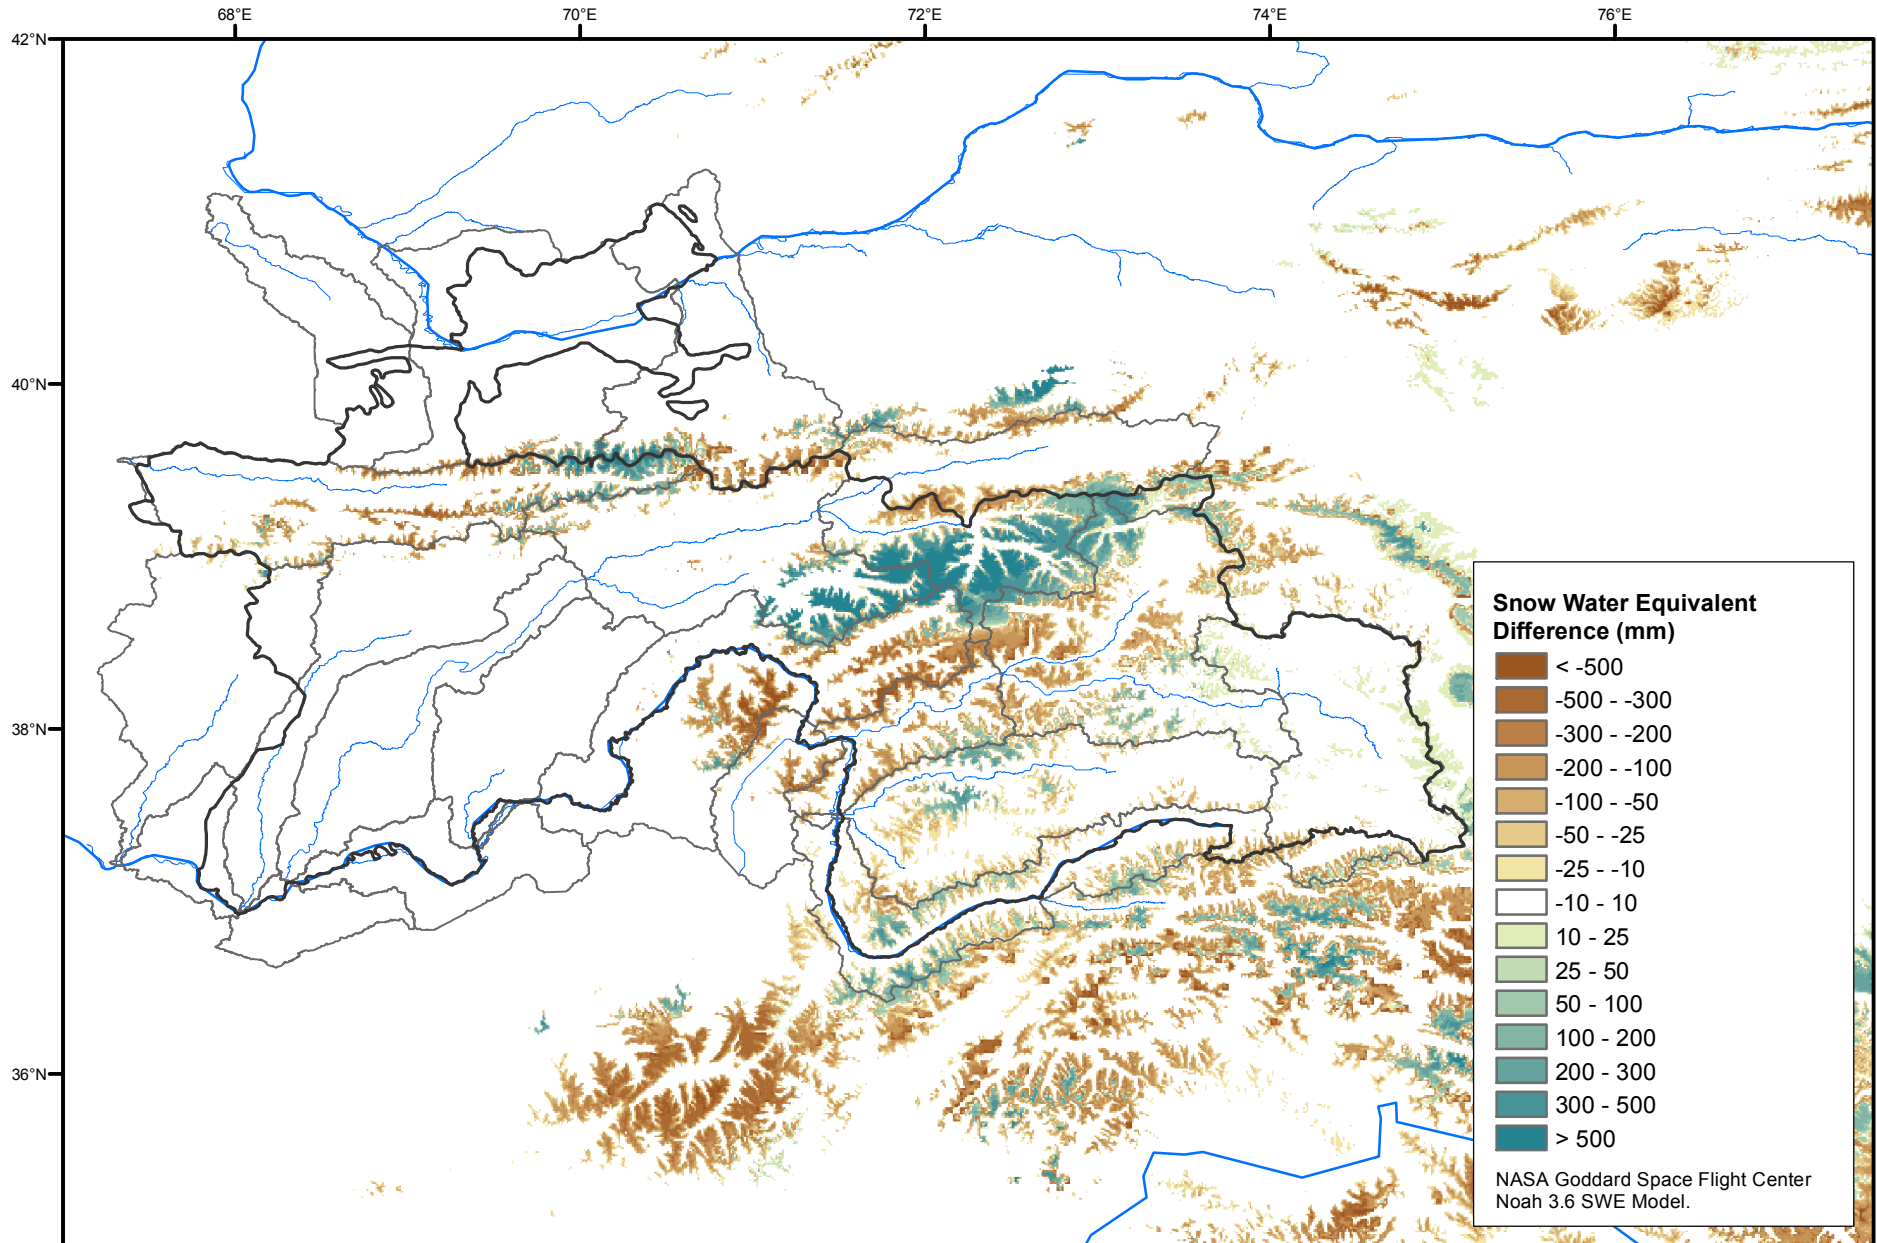 68°E
70°E
72°E
74°E
76°E
42°N
40°N
38°N
36°N
Snow Water Equivalent
Difference (mm)
< -500
-500 - -300
-300 - -200
-200 - -100
-100 - -50
-50 - -25
-25 - -10
-10 - 10
10 - 25
25 - 50
50 - 100
100 - 200
200 - 300
300 - 500
> 500
NASA Goddard Space Flight Center
Noah 3.6 SWE Model.